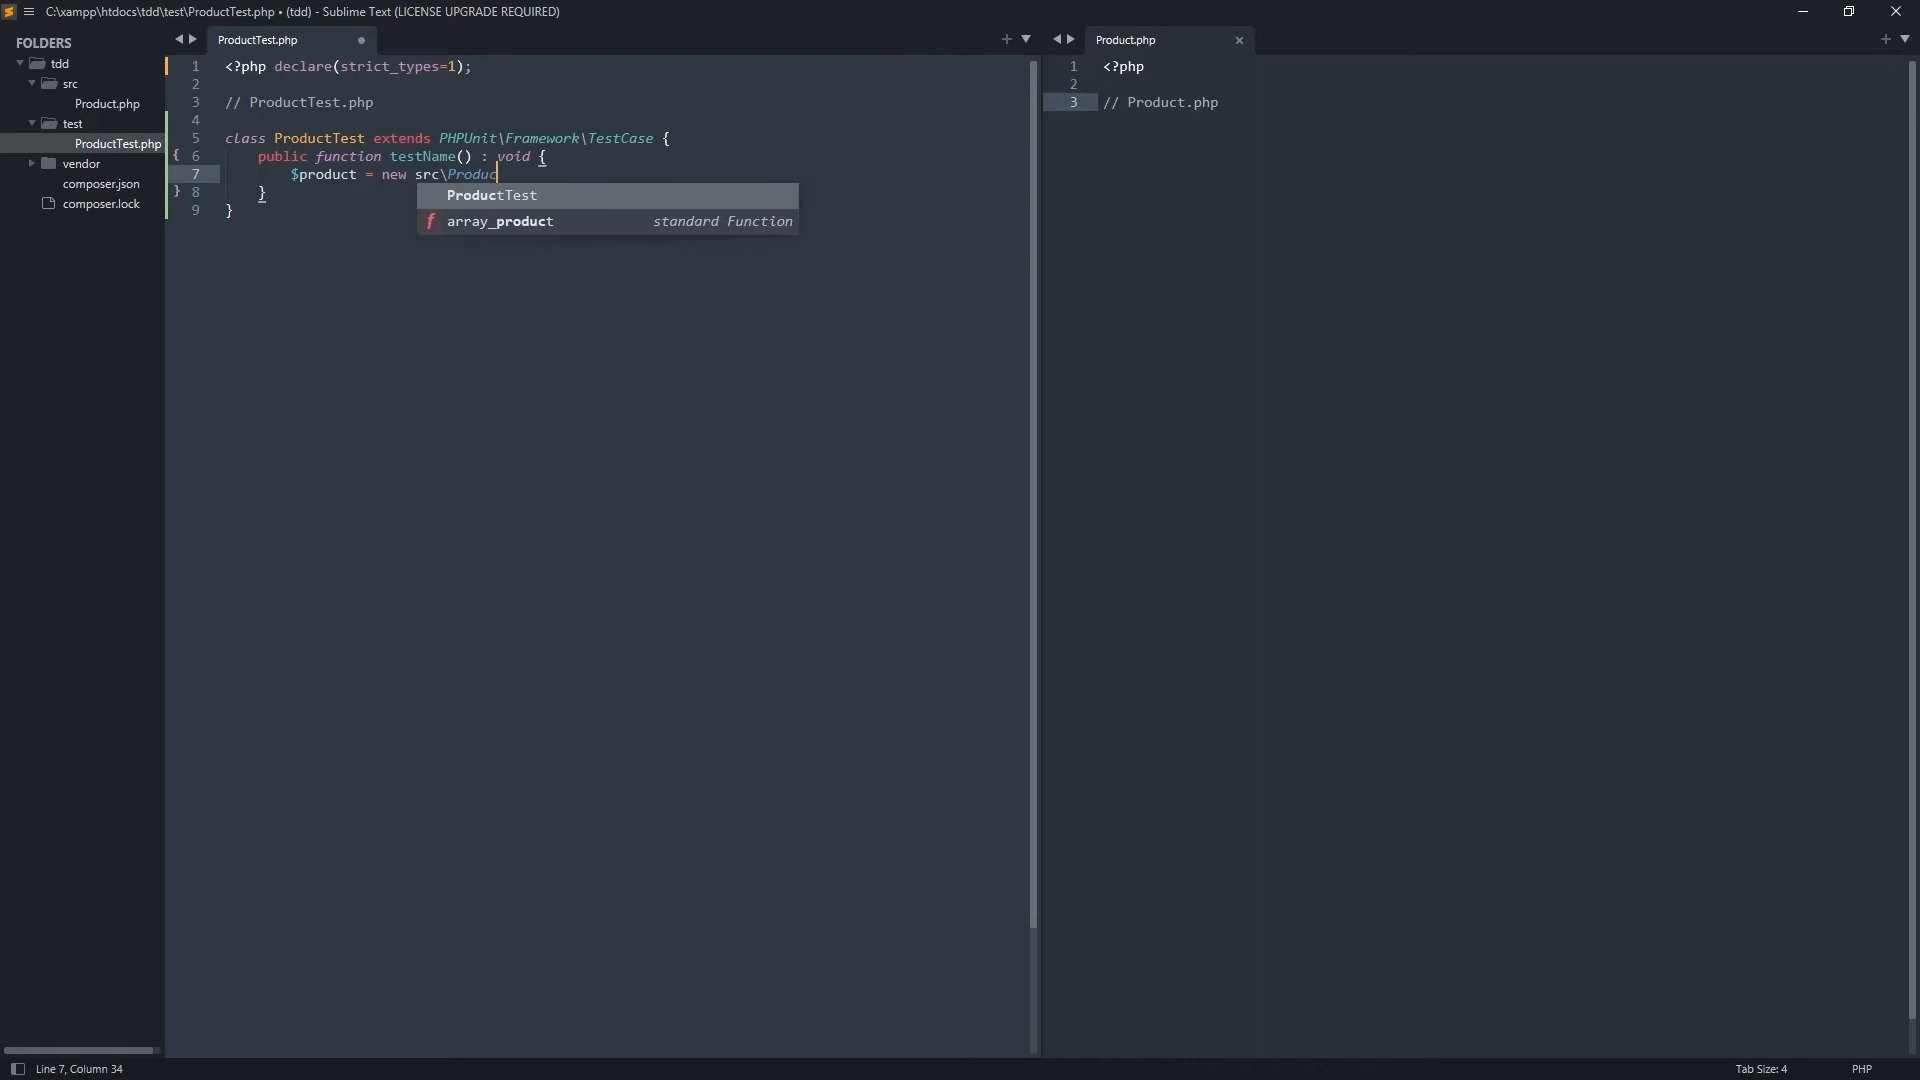 C:\xampp\htdocs\tdd\test\ProductTest.php • (tdd) - Sublime Text (LICENSE UPGRADE REQUIRED)
FOLDERS
tdd
src
Product.php
test
ProductTest.php
vendor
composer.json
composer.lock
ProductTest.php
1 <?php declare(strict_types=1);
2
3 // ProductTest.php
4
5 class ProductTest extends PHPUnit\Framework\TestCase {
{ 6 public function testName() : void {
7 $product = new src\Produc
} 8 }
9 }
ProductTest
f array_product standard Function
Product.php
1 <?php
2
3 // Product.php
Line 7, Column 34
Tab Size: 4
PHP